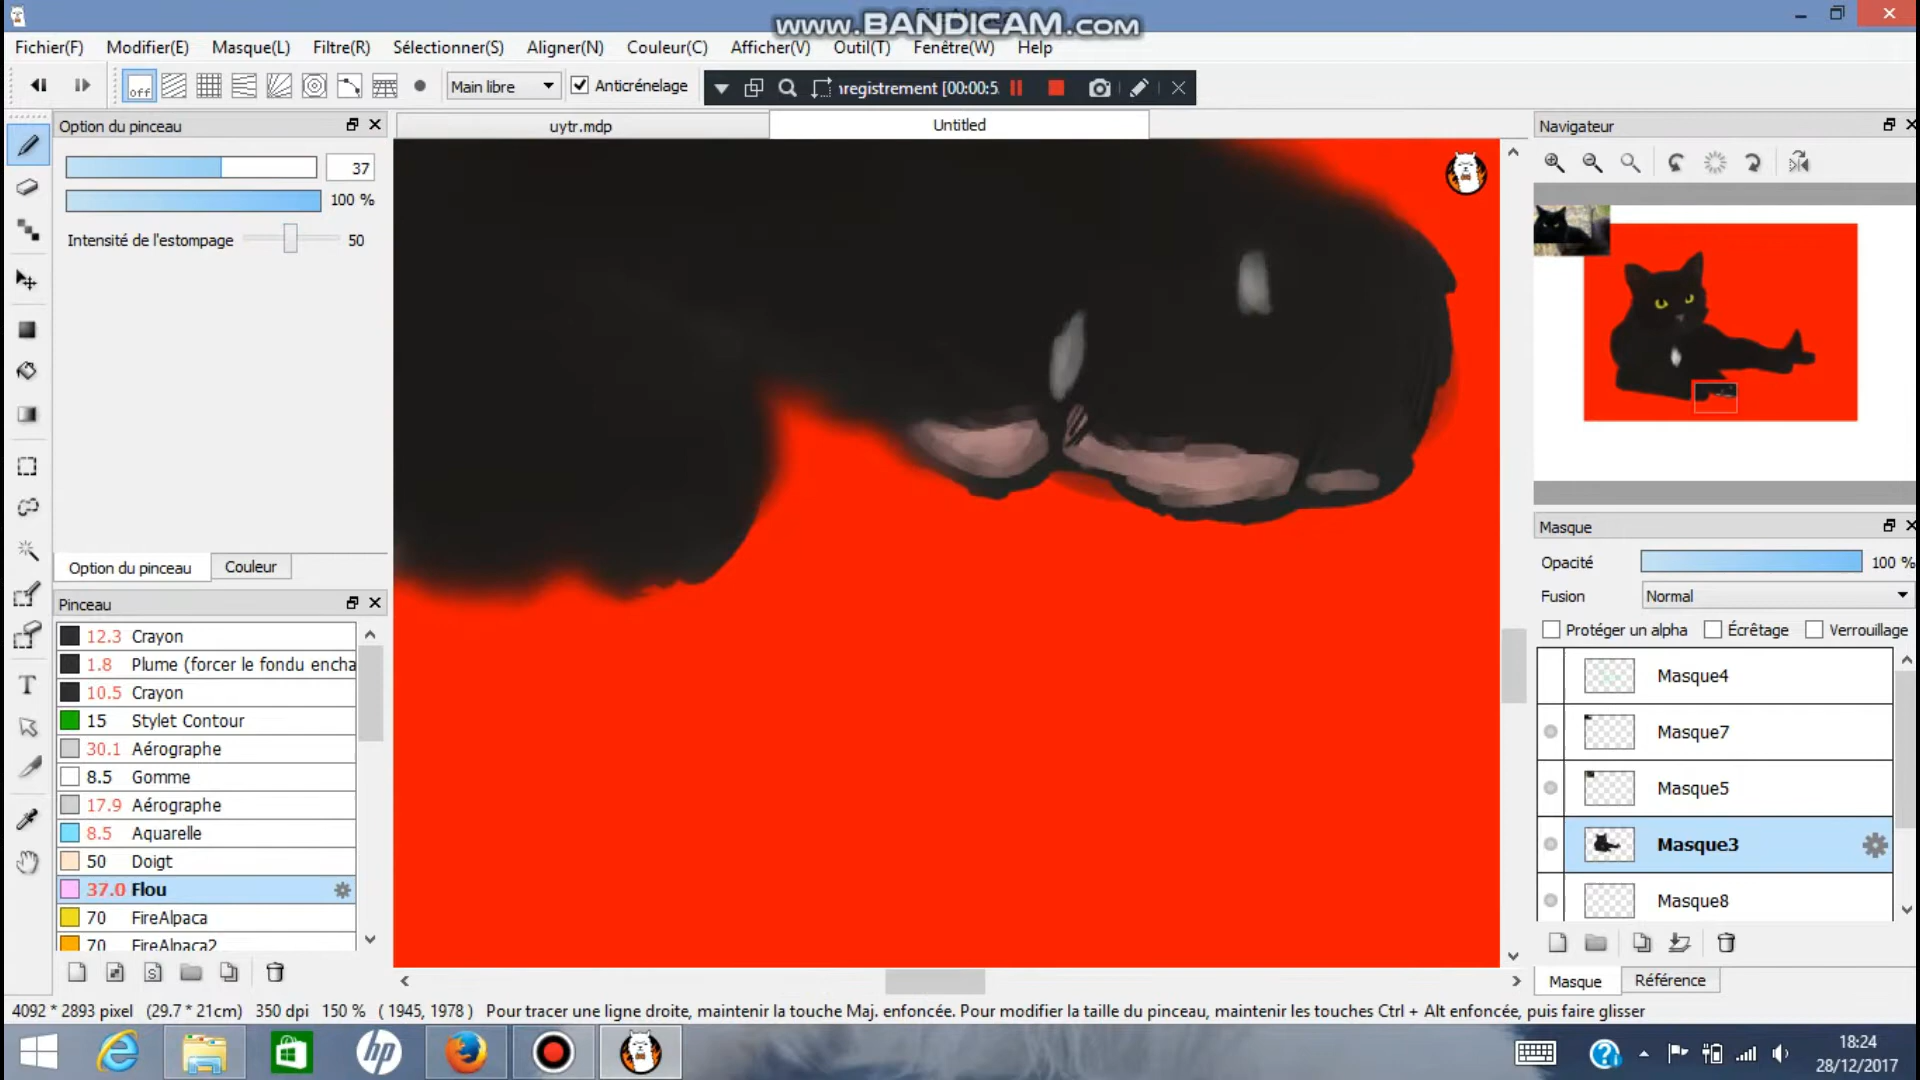 www.BANDICAM.com
Fichier(F) Modifier(E) Masque(L) Filtre(R) Sélectionner(S) Aligner(N) Couleur(C) Afficher(V) Outil(T) Fenêtre(W) Help
off Main libre Anticrénelage registrement [00:00:5
Option du pinceau uytr.mdp Untitled Navigateur
37
100 %
Intensité de l'estompage 50
Option du pinceau Couleur
Pinceau
12.3 Crayon
1.8 Plume (forcer le fondu encha
10.5 Crayon
15 Stylet Contour
30.1 Aérographe
8.5 Gomme
17.9 Aérographe
8.5 Aquarelle
50 Doigt
37.0 Flou
70 FireAlpaca
70 FireAlpaca2
Masque
Opacité 100 %
Fusion Normal
Protéger un alpha Écrêtage Verrouillage
Masque4
Masque7
Masque5
Masque3
Masque8
Masque Référence
4092 * 2893 pixel (29.7 * 21cm) 350 dpi 150 % ( 1945, 1978 ) Pour tracer une ligne droite, maintenir la touche Maj. enfoncée. Pour modifier la taille du pinceau, maintenir les touches Ctrl + Alt enfoncée, puis faire glisser
hp
18:24
28/12/2017